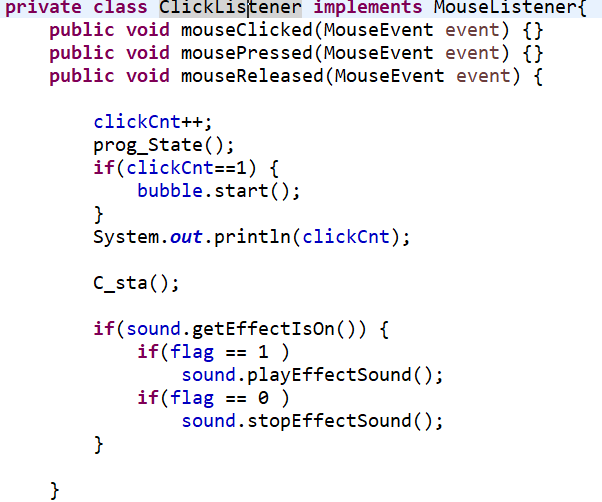 private class ClickListener implements MouseListener{
public void mouseClicked(MouseEvent event) {}
public void mousePressed(MouseEvent event) {}
public void mouseReleased(MouseEvent event) {
clickCnt++;
prog_State();
if(clickCnt==1) {
bubble.start();
}
System.out.println(clickCnt);
C_sta();
if(sound.getEffectIsOn()) {
if(flag == 1 )
sound.playEffectSound();
if(flag == 0 )
sound.stopEffectSound();
}
}